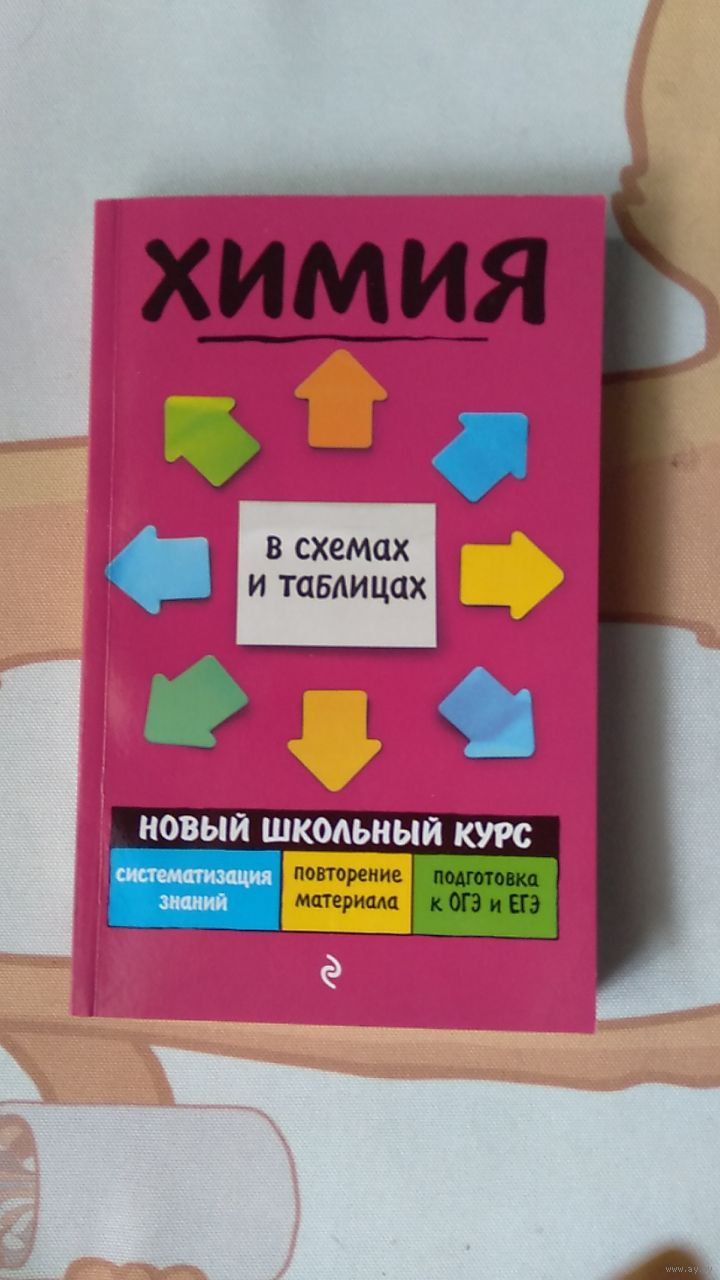 химия
в схемах
и таблицах
новый школьный курс
систематизация
знаний
повторение
материала
подготовка
к ОГЭ и ЕГЭ